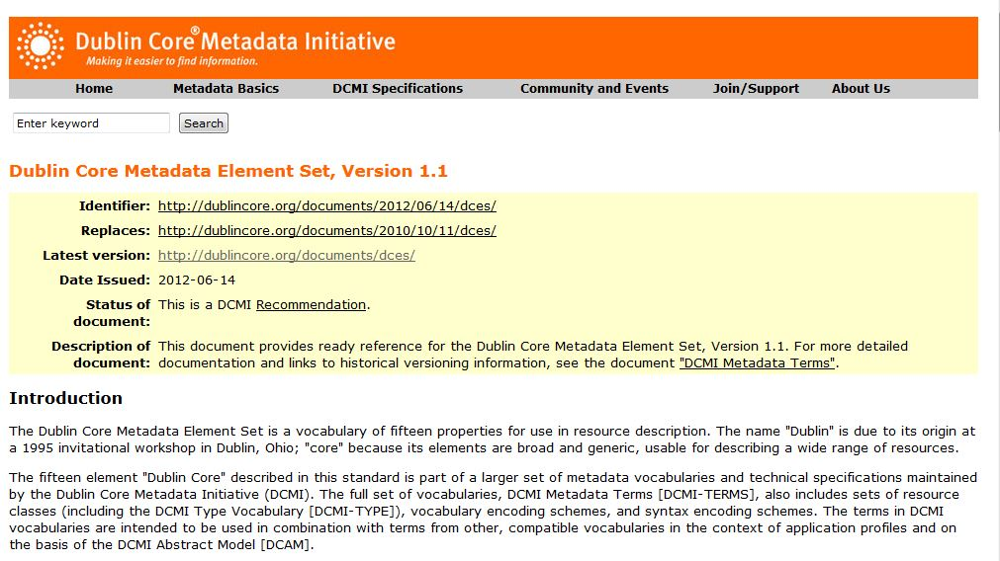 Dublin Core® Metadata Initiative
Making it easier to find information.
Home Metadata Basics DCMI Specifications Community and Events Join/Support About Us
Enter keyword Search
Dublin Core Metadata Element Set, Version 1.1
Identifier: http://dublincore.org/documents/2012/06/14/dces/
Replaces: http://dublincore.org/documents/2010/10/11/dces/
Latest version: http://dublincore.org/documents/dces/
Date Issued: 2012-06-14
Status of This is a DCMI Recommendation.
document:
Description of This document provides ready reference for the Dublin Core Metadata Element Set, Version 1.1. For more detailed
document: documentation and links to historical versioning information, see the document "DCMI Metadata Terms".
Introduction
The Dublin Core Metadata Element Set is a vocabulary of fifteen properties for use in resource description. The name "Dublin" is due to its origin at
a 1995 invitational workshop in Dublin, Ohio; "core" because its elements are broad and generic, usable for describing a wide range of resources.
The fifteen element "Dublin Core" described in this standard is part of a larger set of metadata vocabularies and technical specifications maintained
by the Dublin Core Metadata Initiative (DCMI). The full set of vocabularies, DCMI Metadata Terms [DCMI-TERMS], also includes sets of resource
classes (including the DCMI Type Vocabulary [DCMI-TYPE]), vocabulary encoding schemes, and syntax encoding schemes. The terms in DCMI
vocabularies are intended to be used in combination with terms from other, compatible vocabularies in the context of application profiles and on
the basis of the DCMI Abstract Model [DCAM].